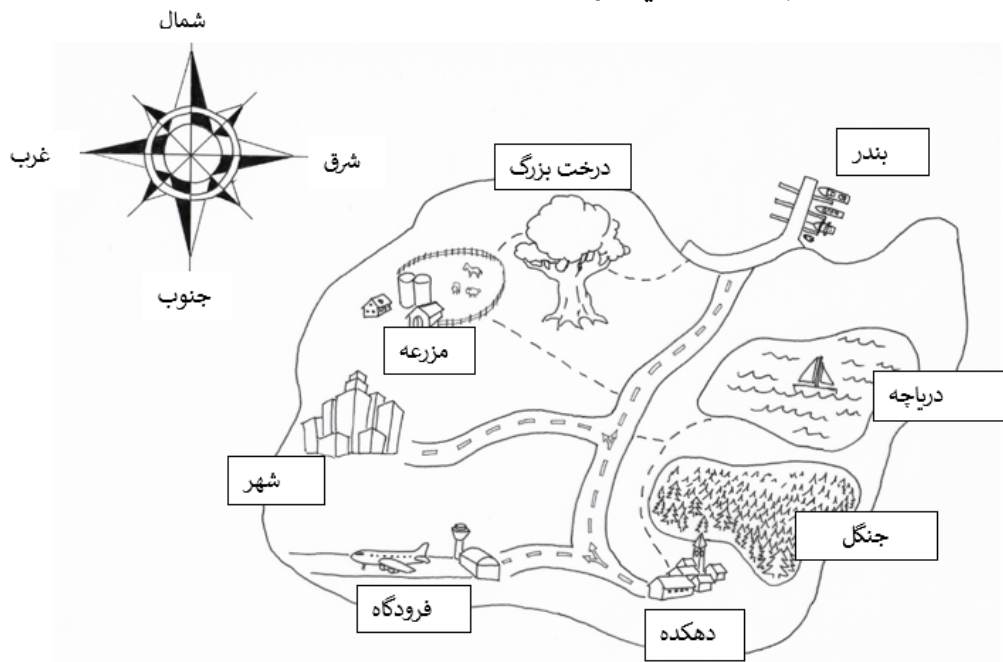 شمال
بندر
درخت بزرگ
شرق
غرب
جنوب
مزرعه
دریاچه
شهر
جنگل
فرودگاه
دهکده